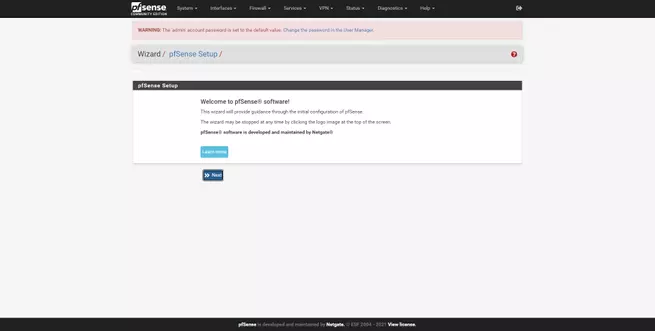 pfsense
COMMUNITY EDITION
System Interfaces Firewall Services VPN Status Diagnostics Help
WARNING: The 'admin' account password is set to the default value. Change the password in the User Manager.
Wizard / pfSense Setup /
pfSense Setup
Welcome to pfSense® software!
This wizard will provide guidance through the initial configuration of pfSense.
The wizard may be stopped at any time by clicking the logo image at the top of the screen.
pfSense® software is developed and maintained by Netgate®
Learn more
Next
pfSense is developed and maintained by Netgate. © ESF 2004 - 2021 View license.